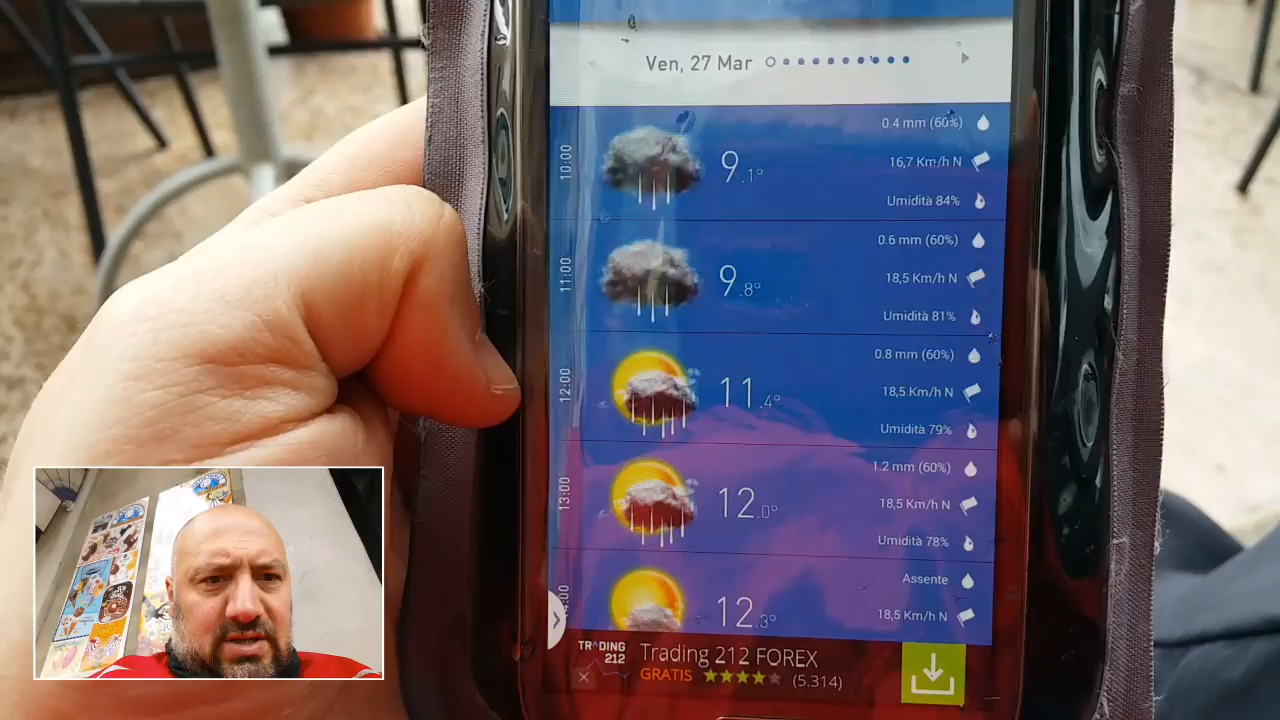 Ven, 27 Mar
10:00
9.1°
0.4 mm (60%)
16,7 Km/h N
Umidità 84%
11:00
9.8°
0.6 mm (60%)
18,5 Km/h N
Umidità 81%
12:00
11.4°
0.8 mm (60%)
18,5 Km/h N
Umidità 79%
13:00
12.0°
1.2 mm (60%)
18,5 Km/h N
Umidità 78%
12.3°
Assente
18,5 Km/h N
TRADING
212
Trading 212 FOREX
GRATIS
(5.314)